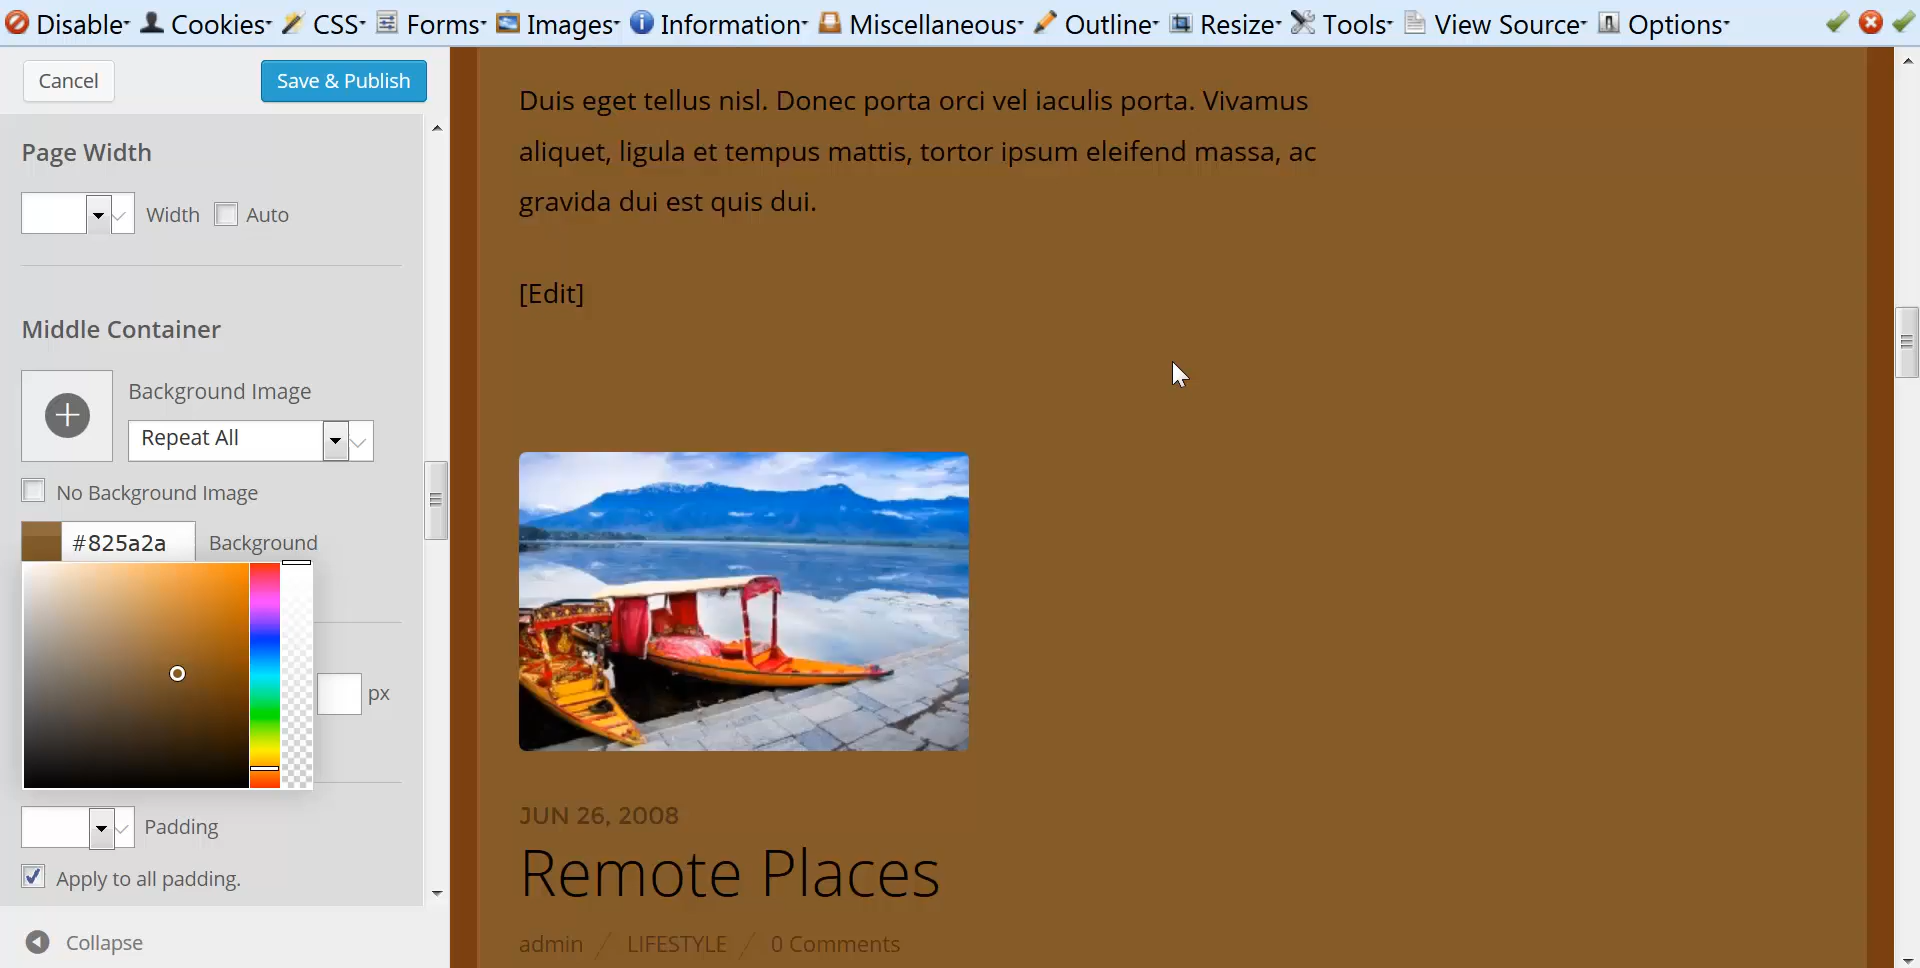 Disable Cookies CSS Forms Images Information Miscellaneous Outline Resize Tools View Source Options
Cancel
Save & Publish
Page Width
Width
Auto
Middle Container
Background Image
Repeat All
No Background Image
#825a2a
Background
px
Padding
Apply to all padding.
Collapse
Duis eget tellus nisl. Donec porta orci vel iaculis porta. Vivamus
aliquet, ligula et tempus mattis, tortor ipsum eleifend massa, ac
gravida dui est quis dui.
[Edit]
JUN 26, 2008
Remote Places
admin / LIFESTYLE / 0 Comments